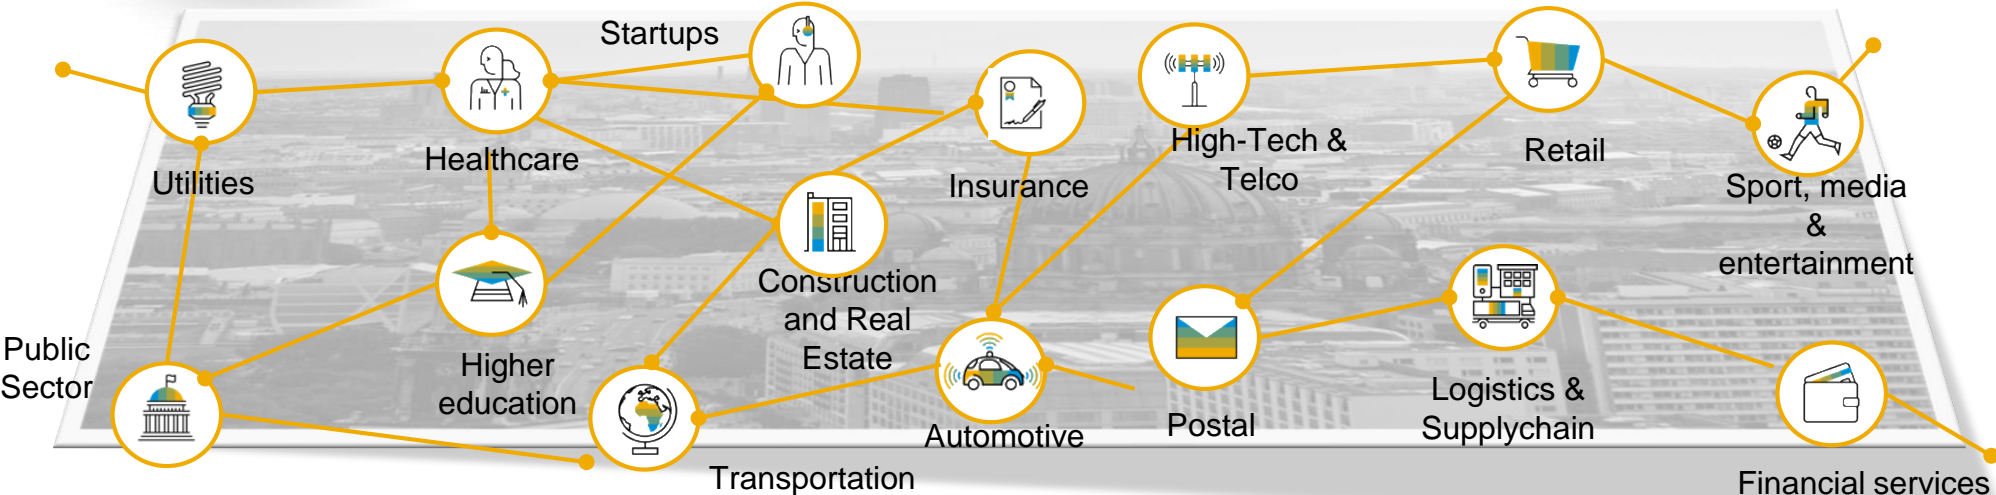 Startups
Utilities
Healthcare
Insurance
High-Tech &
Telco
Retail
Sport, media
&
entertainment
Construction
and Real
Estate
Public
Sector
Higher
education
Transportation
Automotive
Postal
Logistics &
Supplychain
Financial services